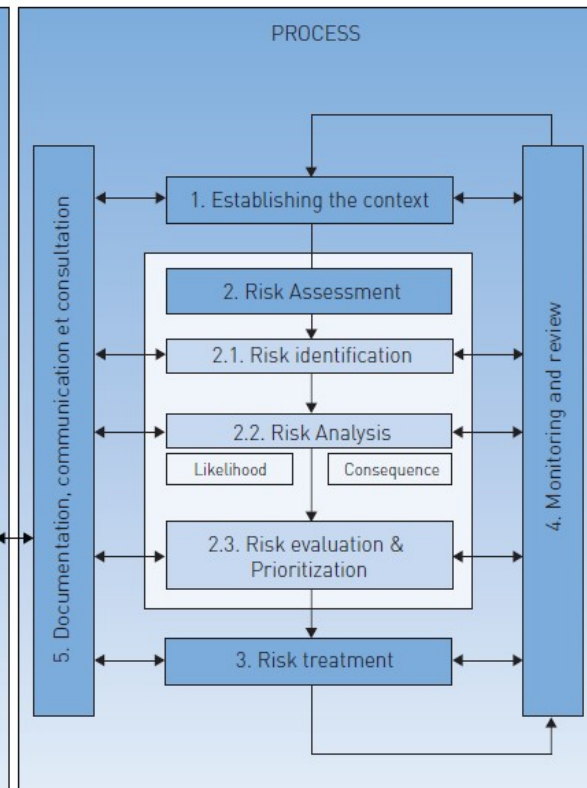 PROCESS
1. Establishing the context
2. Risk Assessment
2.1. Risk identification
2.2. Risk Analysis
Likelihood
Consequence
2.3. Risk evaluation &
Prioritization
3. Risk treatment
4. Monitoring and review
5. Documentation, communication et consultation